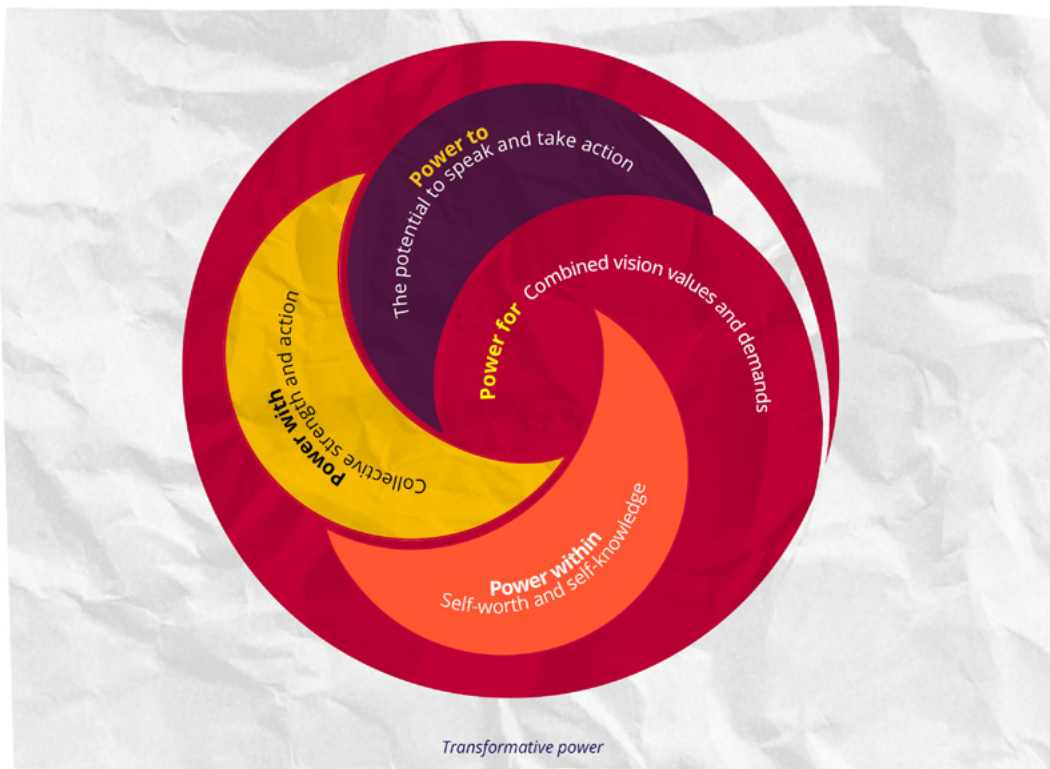 Power to
The potential to speak and take action
Power for
Combined vision values and demands
Power with
Collective strength and action
Power within
Self-worth and self-knowledge
Transformative power